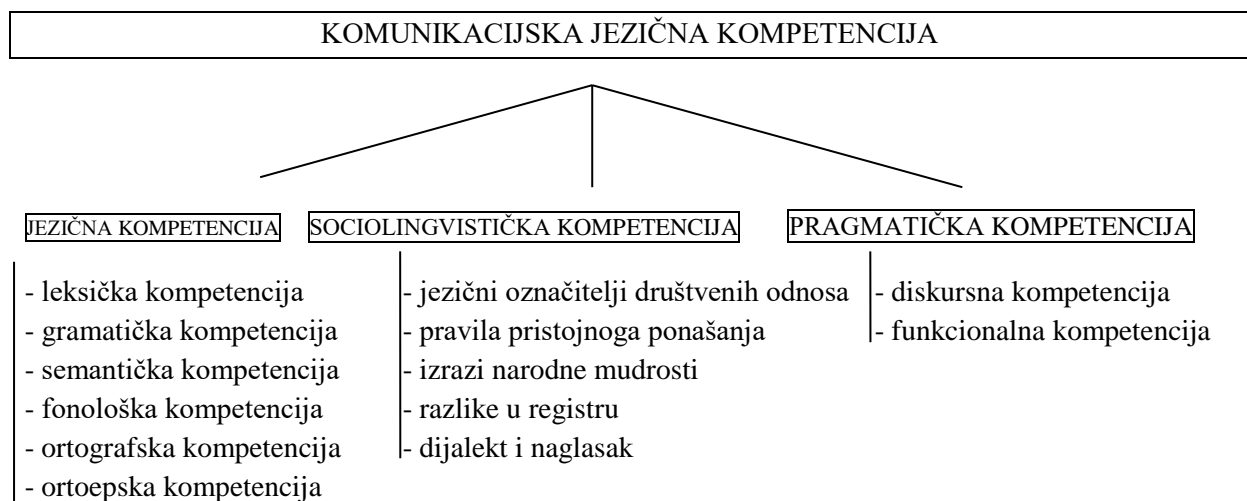 KOMUNIKACIJSKA JEZIČNA KOMPETENCIJA
JEZIČNA KOMPETENCIJA
- leksička kompetencija
- gramatička kompetencija
- semantička kompetencija
- fonološka kompetencija
- ortografska kompetencija
- ortoepska kompetencija
SOCIOLINGVISTIČKA KOMPETENCIJA
- jezični označitelji društvenih odnosa
- pravila pristojnoga ponašanja
- izrazi narodne mudrosti
- razlike u registru
- dijalekt i naglasak
PRAGMATIČKA KOMPETENCIJA
- diskursna kompetencija
- funkcionalna kompetencija